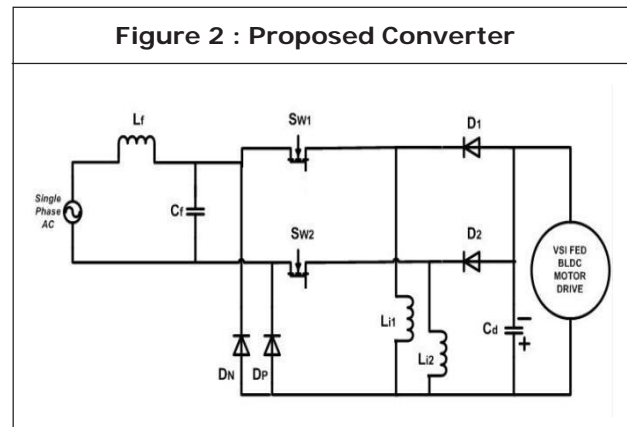 Figure 2 : Proposed Converter
Lf
SW1
D1
Single
Phase
AC
Cf
SW2
D2
VSI FED
BLDC
MOTOR
DRIVE
Li1
Li2
Cd
−
+
DN
DP